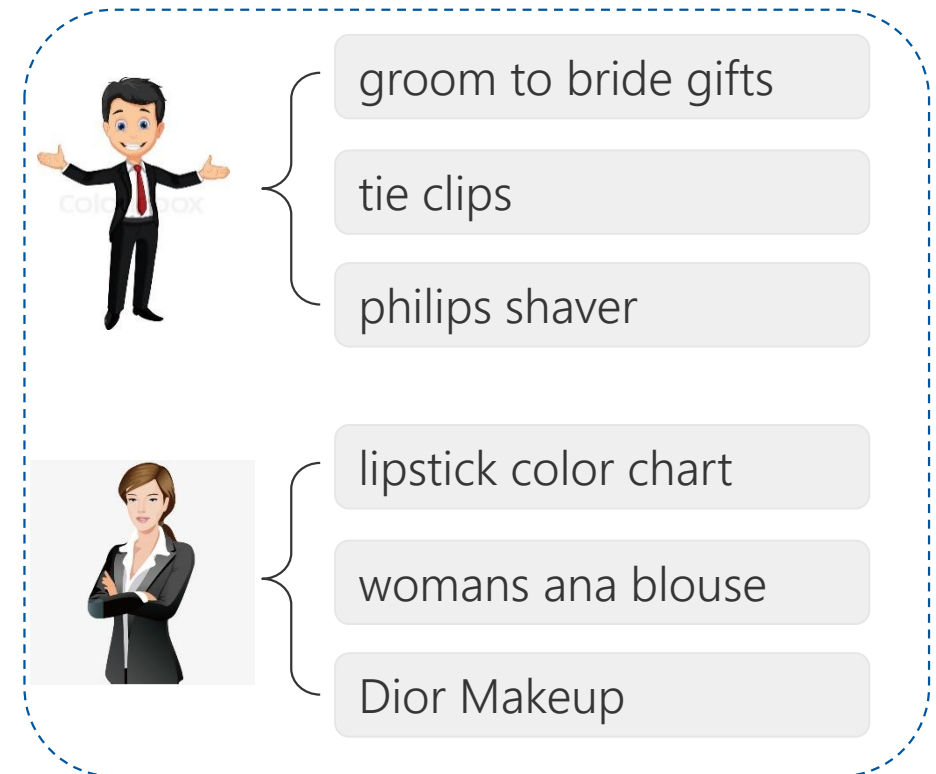 groom to bride gifts
tie clips
philips shaver
lipstick color chart
womans ana blouse
Dior Makeup